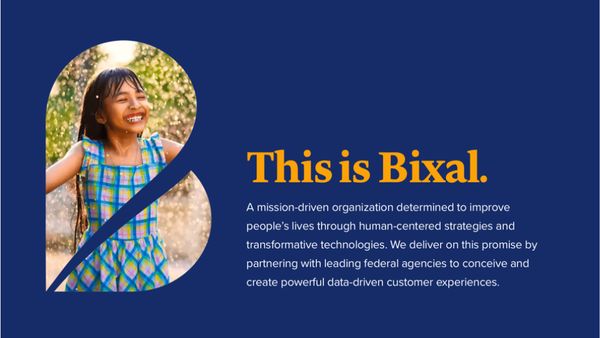 This is Bixal.
A mission-driven organization determined to improve
people's lives through human-centered strategies and
transformative technologies. We deliver on this promise by
partnering with leading federal agencies to conceive and
create powerful data-driven customer experiences.